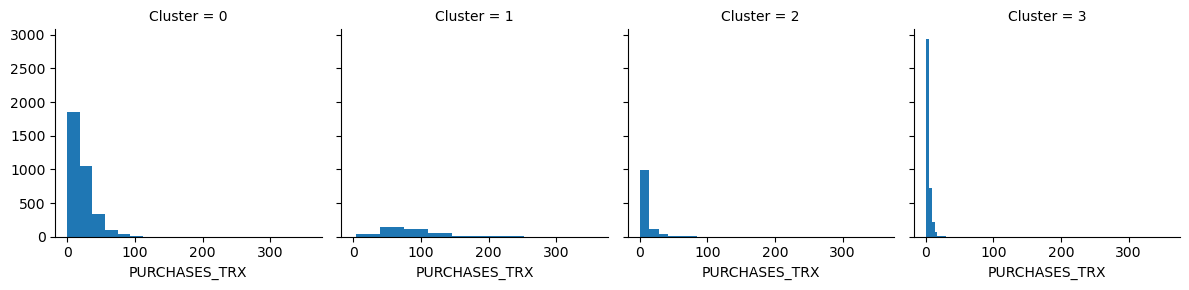 Cluster = 0 Cluster = 1 Cluster = 2 Cluster = 3
3000
2500
2000
1500
1000
500
0
0 100 200 300 0 100 200 300 0 100 200 300 0 100 200 300
PURCHASES_TRX PURCHASES_TRX PURCHASES_TRX PURCHASES_TRX